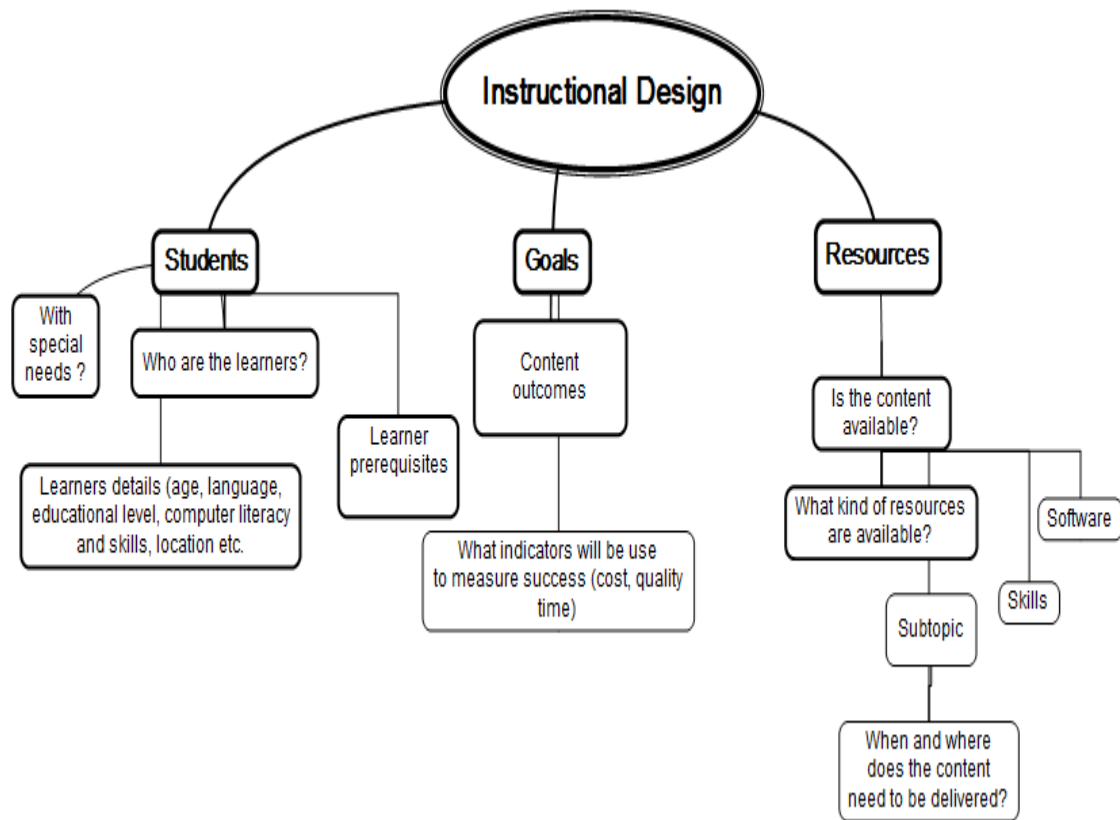 Instructional Design
Students
Goals
Resources
With
special
needs ?
Who are the learners?
Learner
prerequisites
Learners details (age, language,
educational level, computer literacy
and skills, location etc.
Content
outcomes
What indicators will be use
to measure success (cost, quality
time)
Is the content
available?
What kind of resources
are available?
Software
Skills
Subtopic
When and where
does the content
need to be delivered?